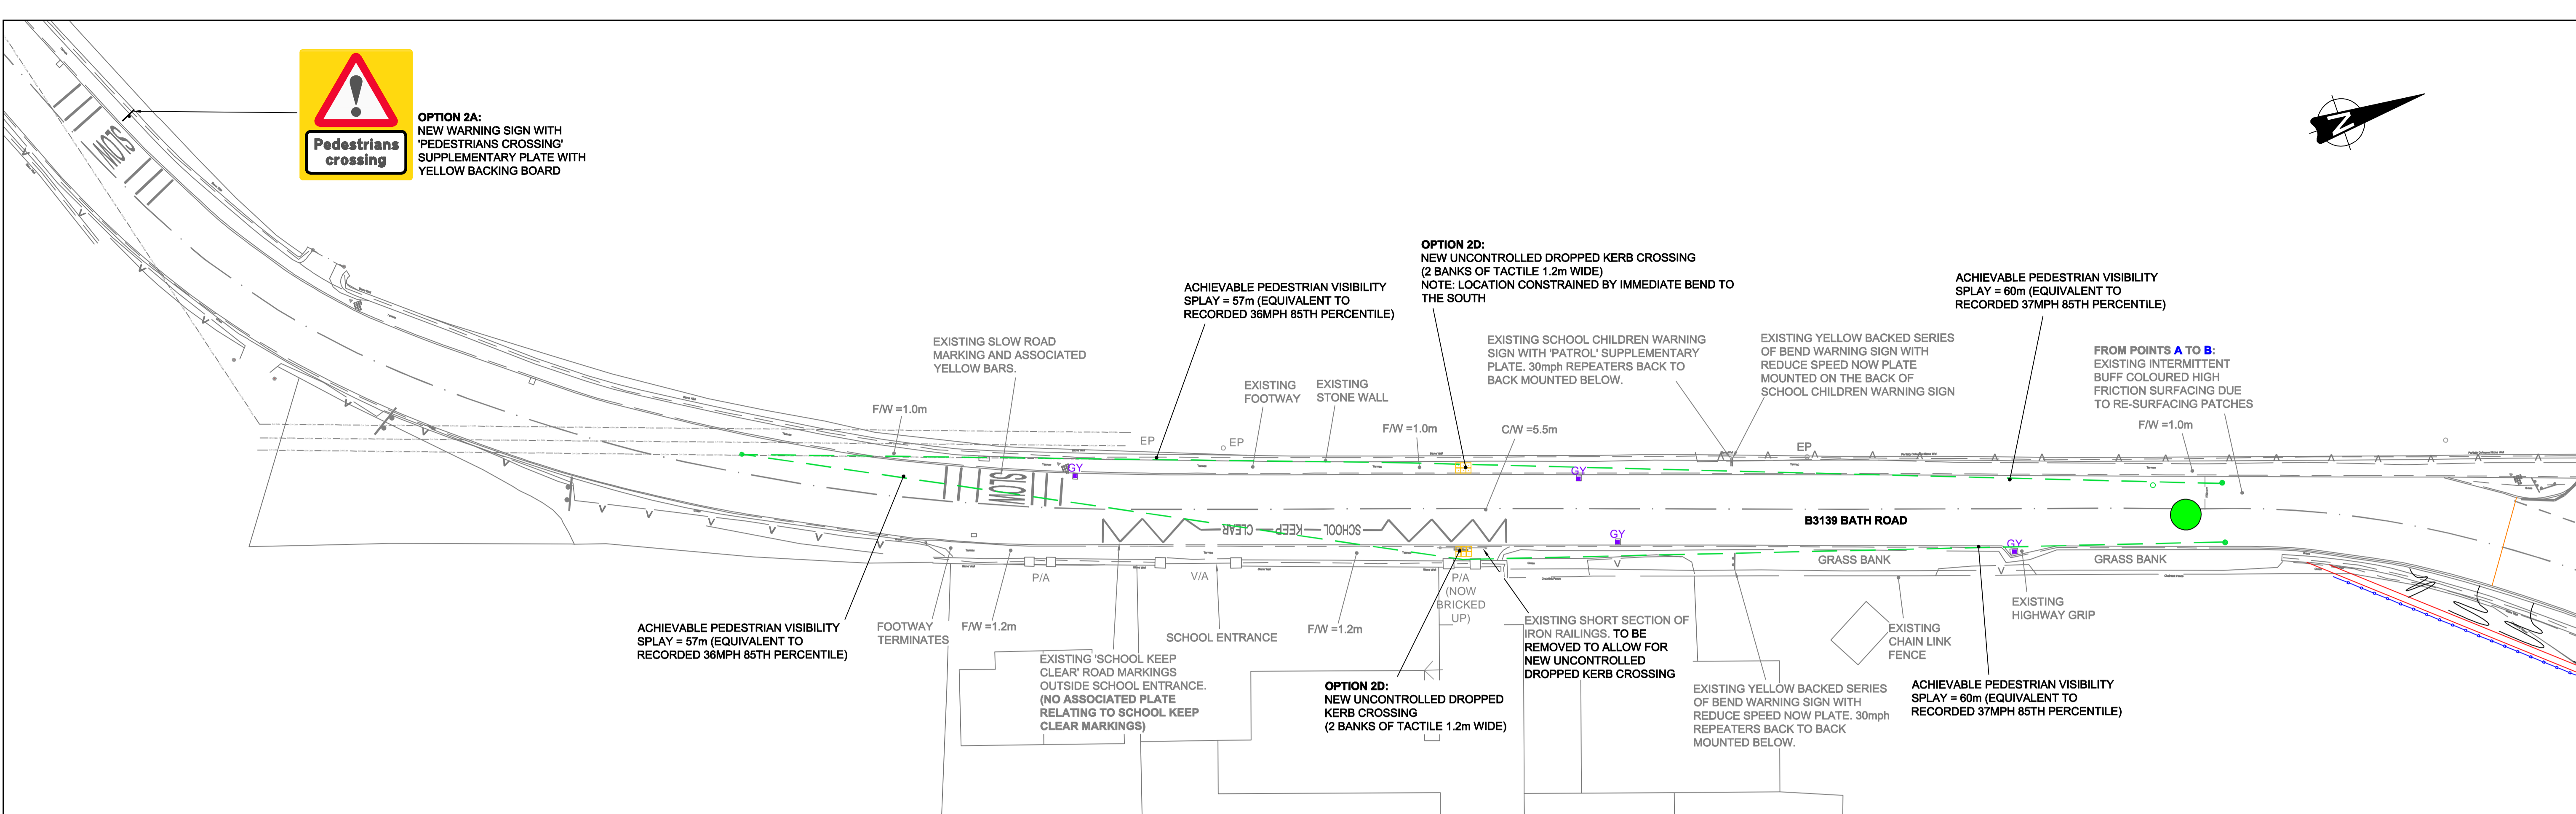 Pedestrians
crossing
OPTION 2A:
NEW WARNING SIGN WITH
'PEDESTRIANS CROSSING'
SUPPLEMENTARY PLATE WITH
YELLOW BACKING BOARD
SLOW
N
OPTION 2D:
NEW UNCONTROLLED DROPPED KERB CROSSING
(2 BANKS OF TACTILE 1.2m WIDE)
NOTE: LOCATION CONSTRAINED BY IMMEDIATE BEND TO
THE SOUTH
ACHIEVABLE PEDESTRIAN VISIBILITY
SPLAY = 57m (EQUIVALENT TO
RECORDED 36MPH 85TH PERCENTILE)
ACHIEVABLE PEDESTRIAN VISIBILITY
SPLAY = 60m (EQUIVALENT TO
RECORDED 37MPH 85TH PERCENTILE)
EXISTING SLOW ROAD
MARKING AND ASSOCIATED
YELLOW BARS.
EXISTING SCHOOL CHILDREN WARNING
SIGN WITH 'PATROL' SUPPLEMENTARY
PLATE. 30mph REPEATERS BACK TO
BACK MOUNTED BELOW.
EXISTING YELLOW BACKED SERIES
OF BEND WARNING SIGN WITH
REDUCE SPEED NOW PLATE
MOUNTED ON THE BACK OF
SCHOOL CHILDREN WARNING SIGN
FROM POINTS A TO B:
EXISTING INTERMITTENT
BUFF COLOURED HIGH
FRICTION SURFACING DUE
TO RE-SURFACING PATCHES
EXISTING
FOOTWAY
EXISTING
STONE WALL
F/W =1.0m
F/W =1.0m
C/W =5.5m
F/W =1.0m
EP
EP
EP
GY
GY
SLOW
SCHOOL KEEP CLEAR
B3139 BATH ROAD
GY
GY
GRASS BANK
GRASS BANK
P/A
V/A
P/A
(NOW
BRICKED
UP)
EXISTING
HIGHWAY GRIP
ACHIEVABLE PEDESTRIAN VISIBILITY
SPLAY = 57m (EQUIVALENT TO
RECORDED 36MPH 85TH PERCENTILE)
FOOTWAY
TERMINATES
F/W =1.2m
SCHOOL ENTRANCE
F/W =1.2m
EXISTING SHORT SECTION OF
IRON RAILINGS. TO BE
REMOVED TO ALLOW FOR
NEW UNCONTROLLED
DROPPED KERB CROSSING
EXISTING
CHAIN LINK
FENCE
EXISTING 'SCHOOL KEEP
CLEAR' ROAD MARKINGS
OUTSIDE SCHOOL ENTRANCE.
(NO ASSOCIATED PLATE
RELATING TO SCHOOL KEEP
CLEAR MARKINGS)
OPTION 2D:
NEW UNCONTROLLED DROPPED
KERB CROSSING
(2 BANKS OF TACTILE 1.2m WIDE)
EXISTING YELLOW BACKED SERIES
OF BEND WARNING SIGN WITH
REDUCE SPEED NOW PLATE. 30mph
REPEATERS BACK TO BACK
MOUNTED BELOW.
ACHIEVABLE PEDESTRIAN VISIBILITY
SPLAY = 60m (EQUIVALENT TO
RECORDED 37MPH 85TH PERCENTILE)